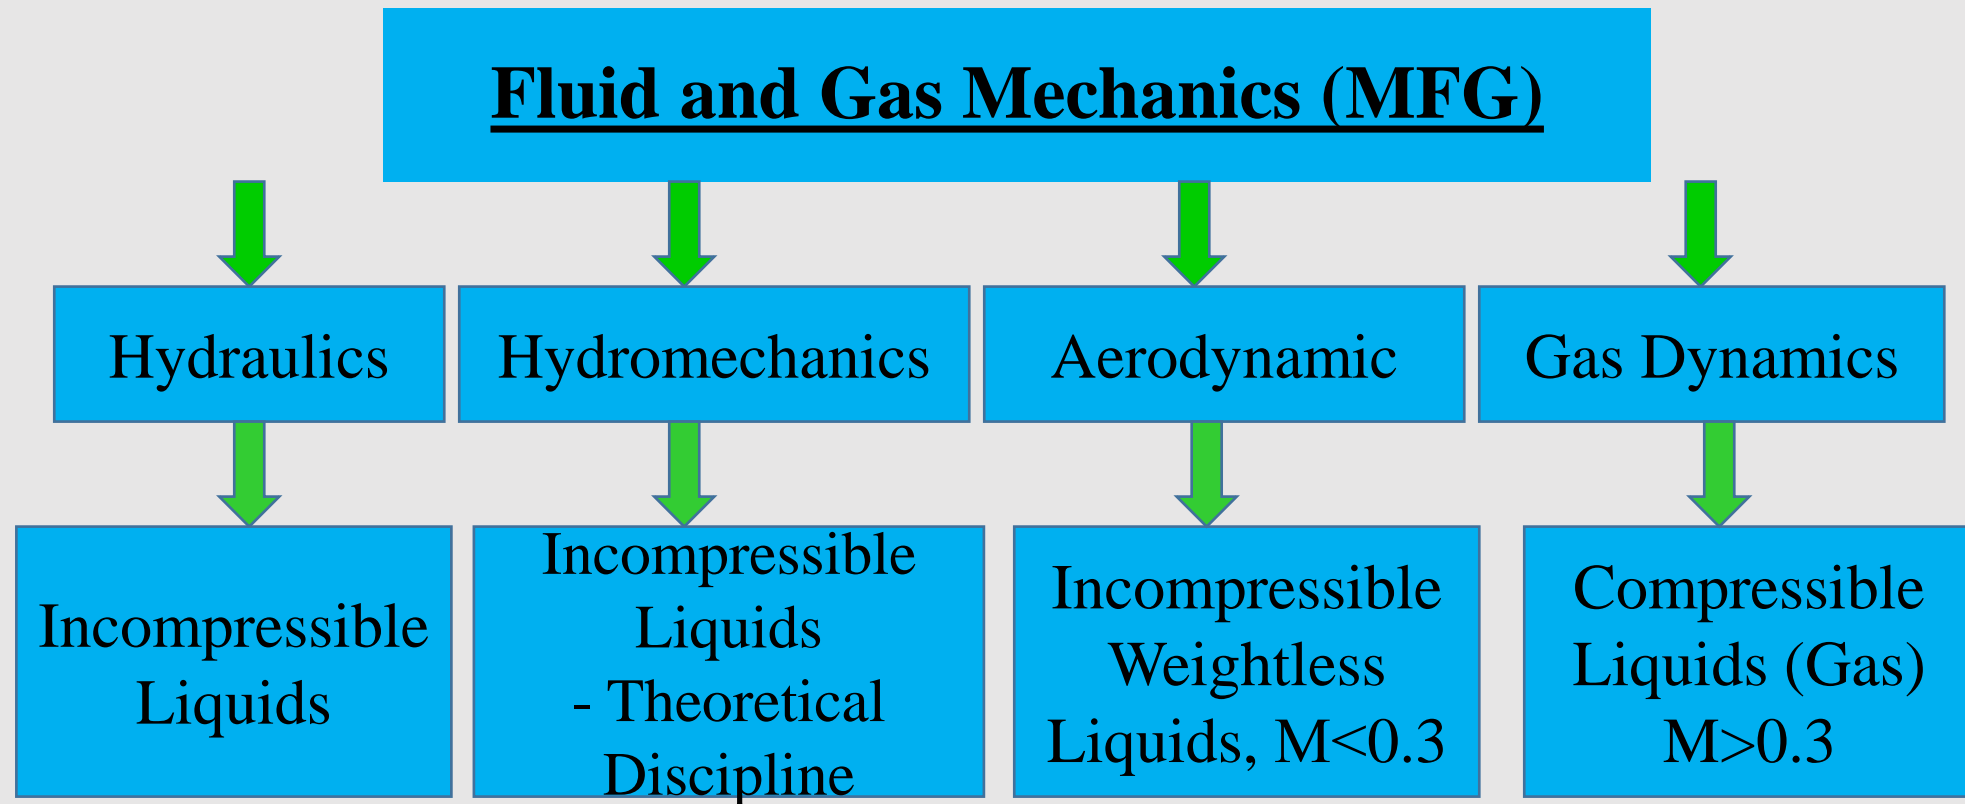 Fluid and Gas Mechanics (MFG)
Hydraulics
Hydromechanics
Aerodynamic
Gas Dynamics
Incompressible
Liquids
Incompressible
Liquids
- Theoretical
Discipline
Incompressible
Weightless
Liquids, M<0.3
Compressible
Liquids (Gas)
M>0.3